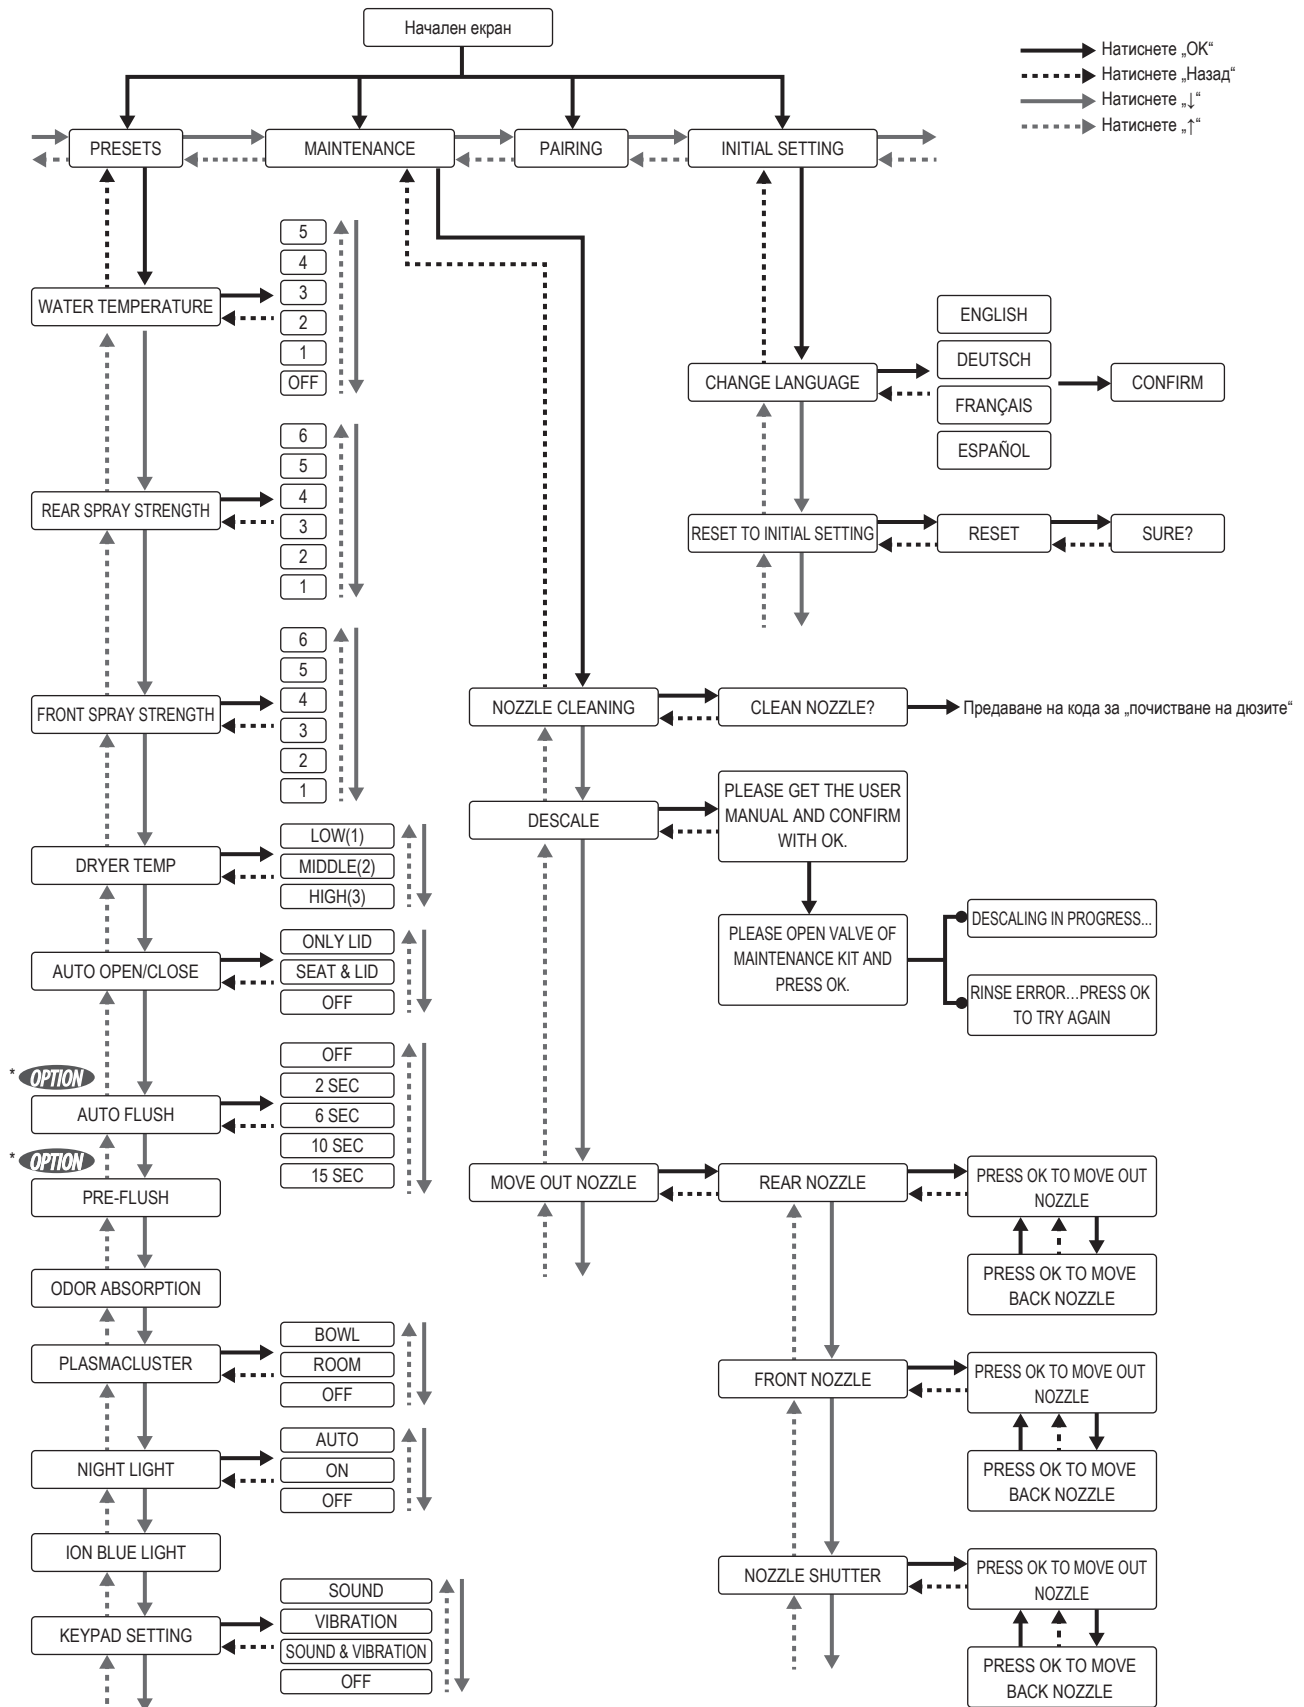 Начален екран
Натиснете „OK“
Натиснете „Назад“
Натиснете „↓“
Натиснете „↑“
PRESETS
MAINTENANCE
PAIRING
INITIAL SETTING
WATER TEMPERATURE
5
4
3
2
1
OFF
REAR SPRAY STRENGTH
6
5
4
3
2
1
FRONT SPRAY STRENGTH
6
5
4
3
2
1
DRYER TEMP
LOW(1)
MIDDLE(2)
HIGH(3)
AUTO OPEN/CLOSE
ONLY LID
SEAT & LID
OFF
* OPTION
AUTO FLUSH
OFF
2 SEC
6 SEC
10 SEC
15 SEC
* OPTION
PRE-FLUSH
ODOR ABSORPTION
PLASMACLUSTER
BOWL
ROOM
OFF
NIGHT LIGHT
AUTO
ON
OFF
ION BLUE LIGHT
KEYPAD SETTING
SOUND
VIBRATION
SOUND & VIBRATION
OFF
NOZZLE CLEANING
CLEAN NOZZLE?
Предаване на кода за „почистване на дюзите“
DESCALE
PLEASE GET THE USER
MANUAL AND CONFIRM
WITH OK.
PLEASE OPEN VALVE OF
MAINTENANCE KIT AND
PRESS OK.
DESCALING IN PROGRESS...
RINSE ERROR…PRESS OK
TO TRY AGAIN
MOVE OUT NOZZLE
REAR NOZZLE
PRESS OK TO MOVE OUT
NOZZLE
PRESS OK TO MOVE
BACK NOZZLE
FRONT NOZZLE
PRESS OK TO MOVE OUT
NOZZLE
PRESS OK TO MOVE
BACK NOZZLE
NOZZLE SHUTTER
PRESS OK TO MOVE OUT
NOZZLE
PRESS OK TO MOVE
BACK NOZZLE
CHANGE LANGUAGE
ENGLISH
DEUTSCH
FRANÇAIS
ESPAÑOL
CONFIRM
RESET TO INITIAL SETTING
RESET
SURE?